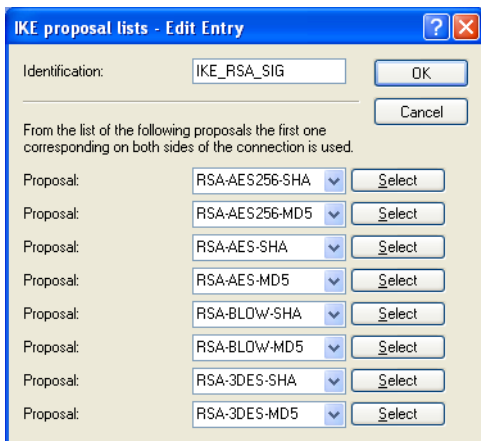 IKE proposal lists - Edit Entry
Identification: IKE_RSA_SIG OK
Cancel
From the list of the following proposals the first one
corresponding on both sides of the connection is used.
Proposal: RSA-AES256-SHA Select
Proposal: RSA-AES256-MD5 Select
Proposal: RSA-AES-SHA Select
Proposal: RSA-AES-MD5 Select
Proposal: RSA-BLOW-SHA Select
Proposal: RSA-BLOW-MD5 Select
Proposal: RSA-3DES-SHA Select
Proposal: RSA-3DES-MD5 Select